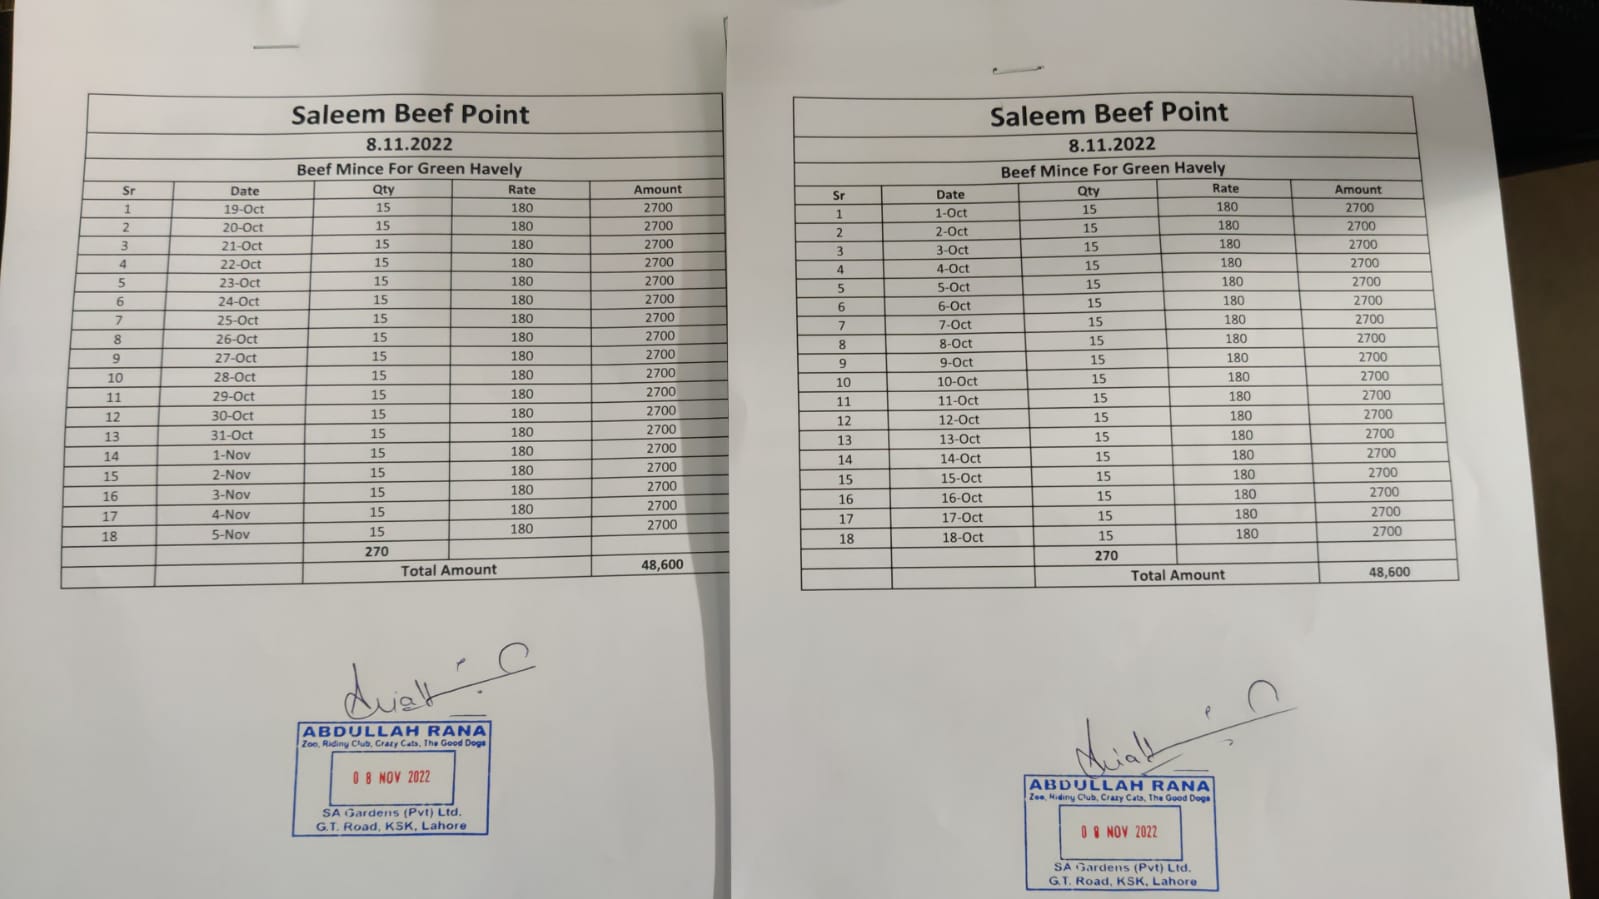 Saleem Beef Point
8.11.2022
Beef Mince For Green Havely
Sr Date Qty Rate Amount
1 19-Oct 15 180 2700
2 20-Oct 15 180 2700
3 21-Oct 15 180 2700
4 22-Oct 15 180 2700
5 23-Oct 15 180 2700
6 24-Oct 15 180 2700
7 25-Oct 15 180 2700
8 26-Oct 15 180 2700
9 27-Oct 15 180 2700
10 28-Oct 15 180 2700
11 29-Oct 15 180 2700
12 30-Oct 15 180 2700
13 31-Oct 15 180 2700
14 1-Nov 15 180 2700
15 2-Nov 15 180 2700
16 3-Nov 15 180 2700
17 4-Nov 15 180 2700
18 5-Nov 15 180 2700
270
Total Amount 48,600
ABDULLAH RANA
Zoo, Riding Club, Crazy Cats, The Good Dogs
08 NOV 2022
SA Gardens (Pvt) Ltd.
G.T. Road, KSK, Lahore
Saleem Beef Point
8.11.2022
Beef Mince For Green Havely
Sr Date Qty Rate Amount
1 1-Oct 15 180 2700
2 2-Oct 15 180 2700
3 3-Oct 15 180 2700
4 4-Oct 15 180 2700
5 5-Oct 15 180 2700
6 6-Oct 15 180 2700
7 7-Oct 15 180 2700
8 8-Oct 15 180 2700
9 9-Oct 15 180 2700
10 10-Oct 15 180 2700
11 11-Oct 15 180 2700
12 12-Oct 15 180 2700
13 13-Oct 15 180 2700
14 14-Oct 15 180 2700
15 15-Oct 15 180 2700
16 16-Oct 15 180 2700
17 17-Oct 15 180 2700
18 18-Oct 15 180 2700
270
Total Amount 48,600
ABDULLAH RANA
Zoo, Riding Club, Crazy Cats, The Good Dogs
08 NOV 2022
SA Gardens (Pvt) Ltd.
G.T. Road, KSK, Lahore